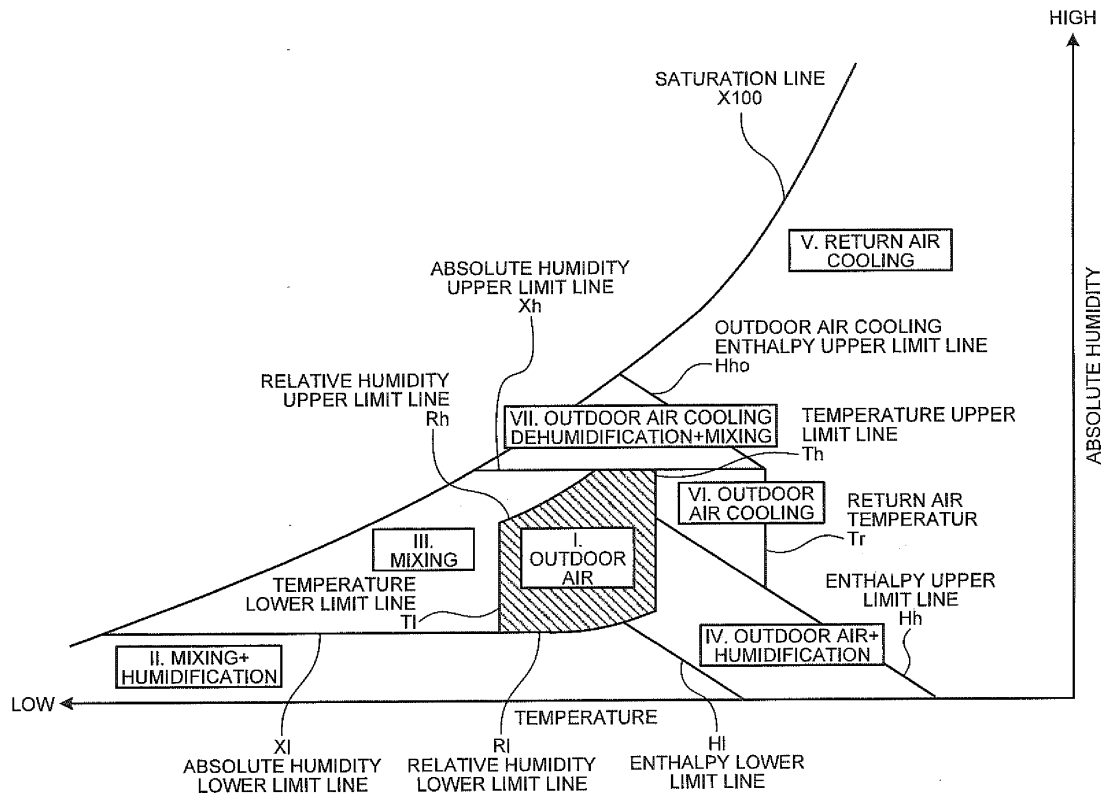 HIGH
SATURATION LINE
X100
V. RETURN AIR
COOLING
ABSOLUTE HUMIDITY
UPPER LIMIT LINE
Xh
OUTDOOR AIR COOLING
ENTHALPY UPPER LIMIT LINE
Hho
RELATIVE HUMIDITY
UPPER LIMIT LINE
Rh
VII. OUTDOOR AIR COOLING
DEHUMIDIFICATION+MIXING
TEMPERATURE UPPER
LIMIT LINE
Th
ABSOLUTE HUMIDITY
VI. OUTDOOR
AIR COOLING
RETURN AIR
TEMPERATUR
Tr
III.
MIXING
I.
OUTDOOR
AIR
TEMPERATURE
LOWER LIMIT LINE
Tl
ENTHALPY UPPER
LIMIT LINE
Hh
IV. OUTDOOR AIR+
HUMIDIFICATION
II. MIXING+
HUMIDIFICATION
LOW
TEMPERATURE
Xl
ABSOLUTE HUMIDITY
LOWER LIMIT LINE
Rl
RELATIVE HUMIDITY
LOWER LIMIT LINE
Hl
ENTHALPY LOWER
LIMIT LINE